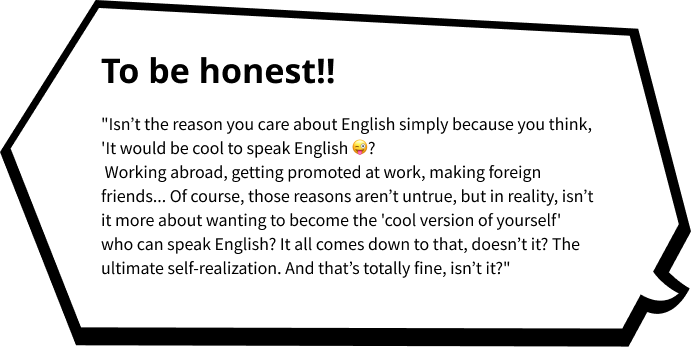 To be honest!!
"Isn’t the reason you care about English simply because you think,
'It would be cool to speak English 😜?
Working abroad, getting promoted at work, making foreign
friends... Of course, those reasons aren’t untrue, but in reality, isn’t
it more about wanting to become the 'cool version of yourself'
who can speak English? It all comes down to that, doesn’t it? The
ultimate self-realization. And that’s totally fine, isn’t it?"